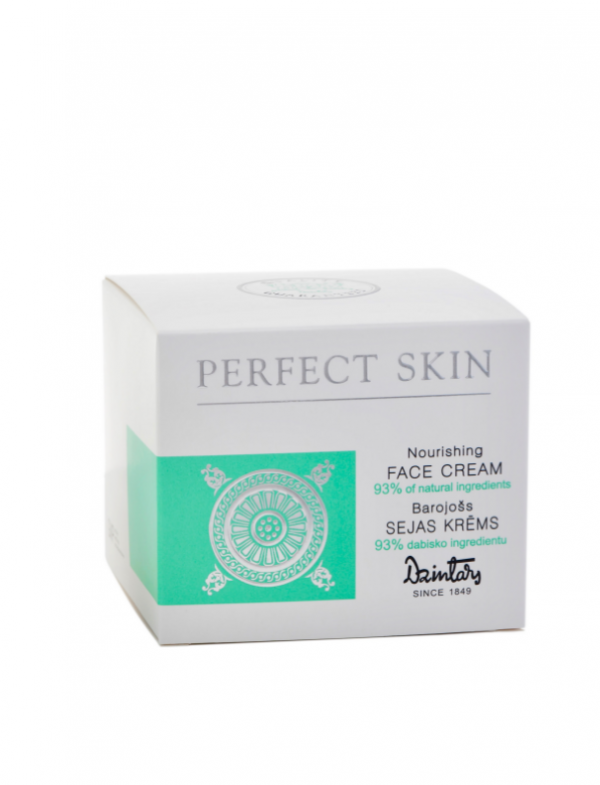 PERFECT SKIN
Nourishing
FACE CREAM
93% of natural ingredients
Barojošs
SEJAS KRĒMS
93% dabisko ingredientu
Dzintars
SINCE 1849